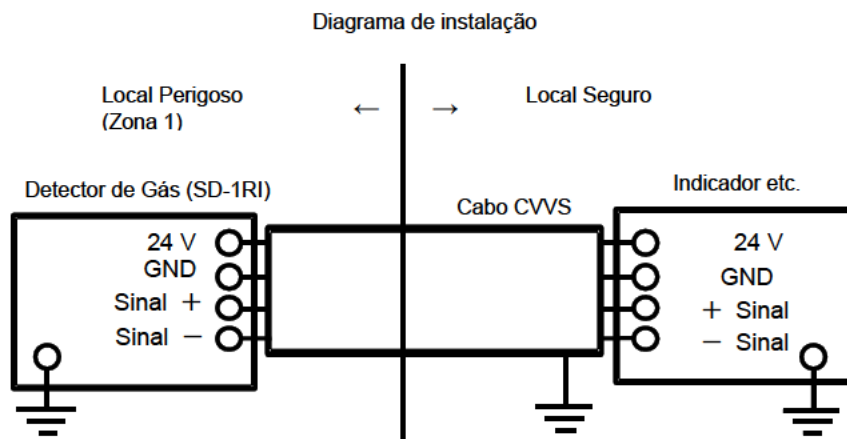 Diagrama de instalação
Local Perigoso
(Zona 1)
← →
Local Seguro
Detector de Gás (SD-1RI)
Cabo CVVS
Indicador etc.
24 V
GND
Sinal +
Sinal −
24 V
GND
+ Sinal
− Sinal